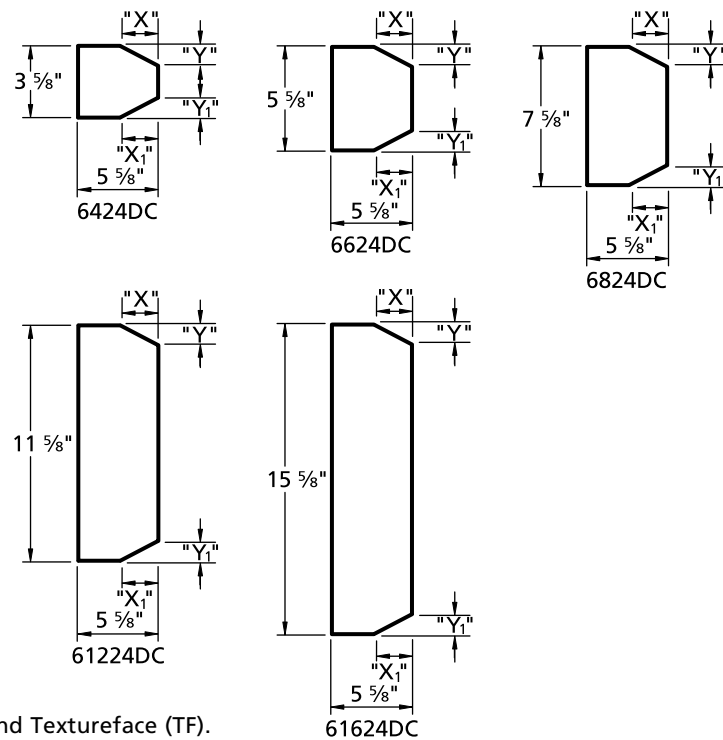 "X"
"Y"
3 ⅝"
"Y₁"
"X₁"
5 ⅝"
6424DC
"X"
"Y"
5 ⅝"
"Y₁"
"X₁"
5 ⅝"
6624DC
"X"
"Y"
7 ⅝"
"Y₁"
"X₁"
5 ⅝"
6824DC
"X"
"Y"
11 ⅝"
"Y₁"
"X₁"
5 ⅝"
61224DC
"X"
"Y"
15 ⅝"
"Y₁"
"X₁"
5 ⅝"
61624DC
nd Textureface (TF).